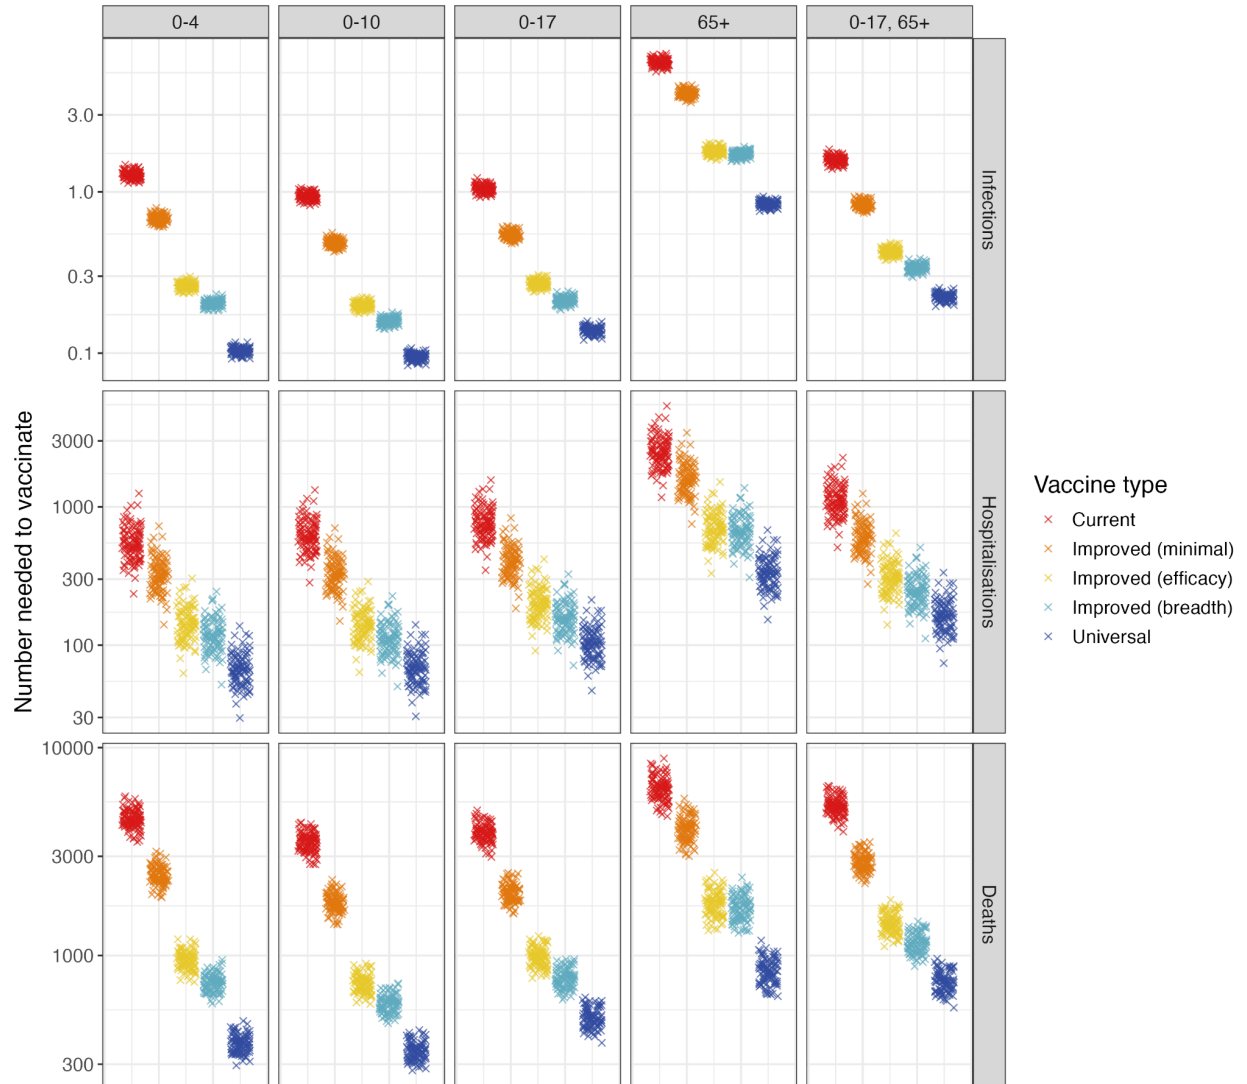 0-4 0-10 0-17 65+ 0-17, 65+
Number needed to vaccinate
3.0
1.0
0.3
0.1
Infections
3000
1000
300
100
30
Hospitalisations
10000
3000
1000
300
Deaths
Vaccine type
Current
Improved (minimal)
Improved (efficacy)
Improved (breadth)
Universal